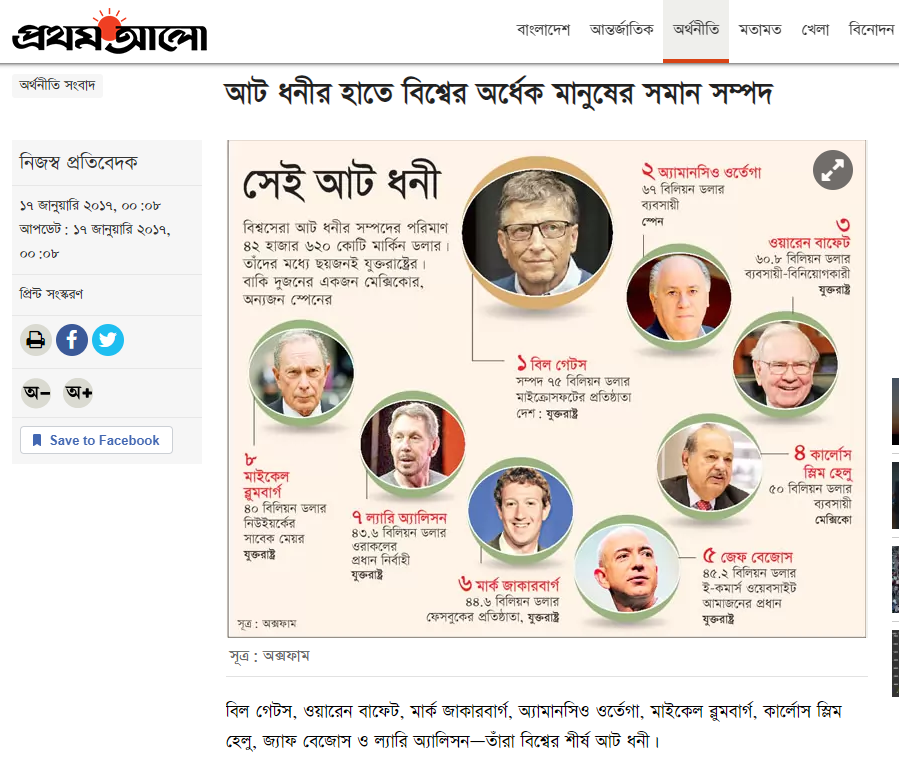 প্রথম আলো
বাংলাদেশ আন্তর্জাতিক অর্থনীতি মতামত খেলা বিনোদন
অর্থনীতি সংবাদ
আট ধনীর হাতে বিশ্বের অর্ধেক মানুষের সমান সম্পদ
নিজস্ব প্রতিবেদক
১৭ জানুয়ারি ২০১৭, ০০:০৮
আপডেট : ১৭ জানুয়ারি ২০১৭,
০০:০৮
প্রিন্ট সংস্করণ
অ- অ+
Save to Facebook
সেই আট ধনী
বিশ্বসেরা আট ধনীর সম্পদের পরিমাণ
৪২ হাজার ৬২০ কোটি মার্কিন ডলার।
তাঁদের মধ্যে ছয়জনই যুক্তরাষ্ট্রের।
বাকি দুজনের একজন মেক্সিকোর,
অন্যজন স্পেনের
১ বিল গেটস
সম্পদ ৭৫ বিলিয়ন ডলার
মাইক্রোসফটের প্রতিষ্ঠাতা
দেশ : যুক্তরাষ্ট্র
২ অ্যামানসিও ওর্তেগা
৬৭ বিলিয়ন ডলার
ব্যবসায়ী
স্পেন
৩
ওয়ারেন বাফেট
৬০.৮ বিলিয়ন ডলার
ব্যবসায়ী-বিনিয়োগকারী
যুক্তরাষ্ট্র
৪ কার্লোস
স্লিম হেলু
৫০ বিলিয়ন ডলার
ব্যবসায়ী
মেক্সিকো
৫ জেফ বেজোস
৪৫.২ বিলিয়ন ডলার
ই-কমার্স ওয়েবসাইট
আমাজনের প্রধান
যুক্তরাষ্ট্র
৬ মার্ক জাকারবার্গ
৪৪.৬ বিলিয়ন ডলার
ফেসবুকের প্রতিষ্ঠাতা, যুক্তরাষ্ট্র
৭ ল্যারি অ্যালিসন
৪৩.৬ বিলিয়ন ডলার
ওরাকলের
প্রধান নির্বাহী
যুক্তরাষ্ট্র
৮
মাইকেল
ব্লুমবার্গ
৪০ বিলিয়ন ডলার
নিউইয়র্কের
সাবেক মেয়র
যুক্তরাষ্ট্র
সূত্র : অক্সফাম
সূত্র : অক্সফাম
বিল গেটস, ওয়ারেন বাফেট, মার্ক জাকারবার্গ, অ্যামানসিও ওর্তেগা, মাইকেল ব্লুমবার্গ, কার্লোস স্লিম
হেলু, জ্যাফ বেজোস ও ল্যারি অ্যালিসন—তাঁরা বিশ্বের শীর্ষ আট ধনী।